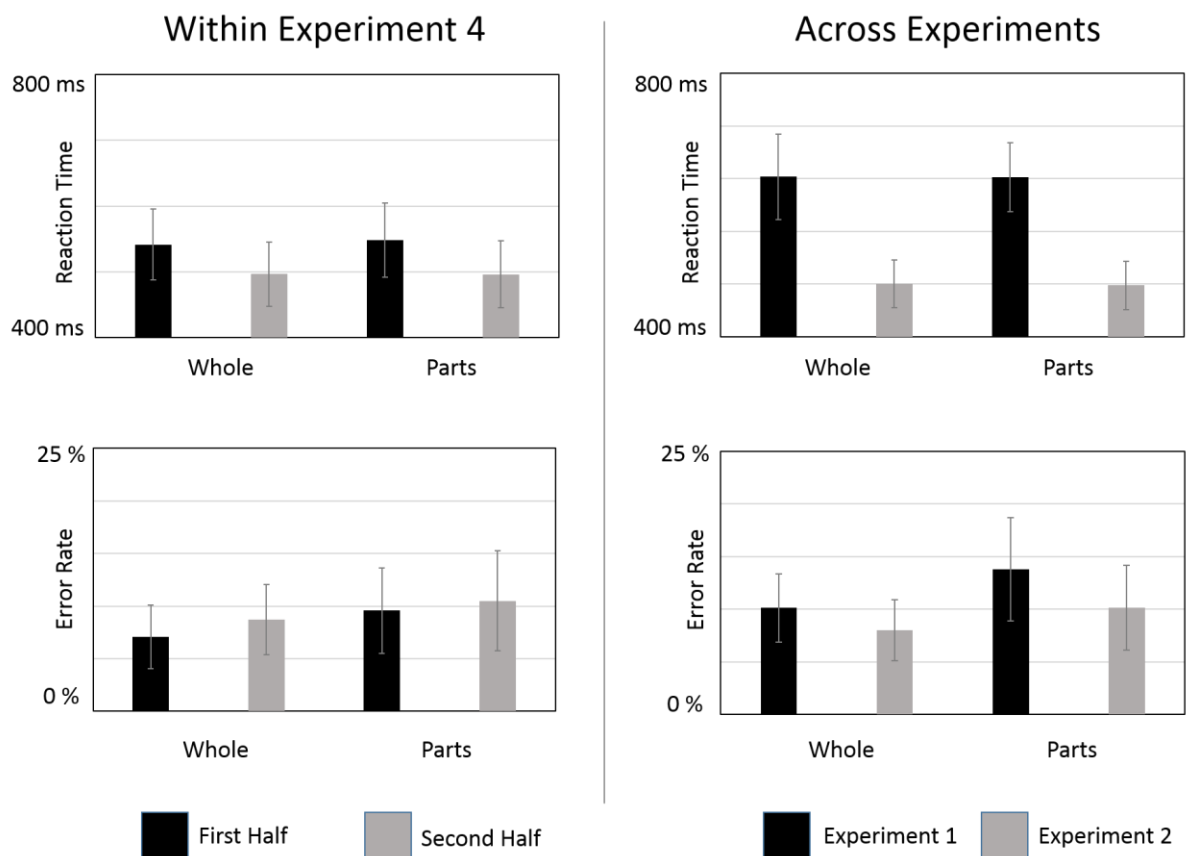 Within Experiment 4
800 ms
Reaction Time
400 ms
Whole Parts
25 %
Error Rate
0 %
Whole Parts
First Half Second Half
Across Experiments
800 ms
Reaction Time
400 ms
Whole Parts
25 %
Error Rate
0 %
Whole Parts
Experiment 1 Experiment 2